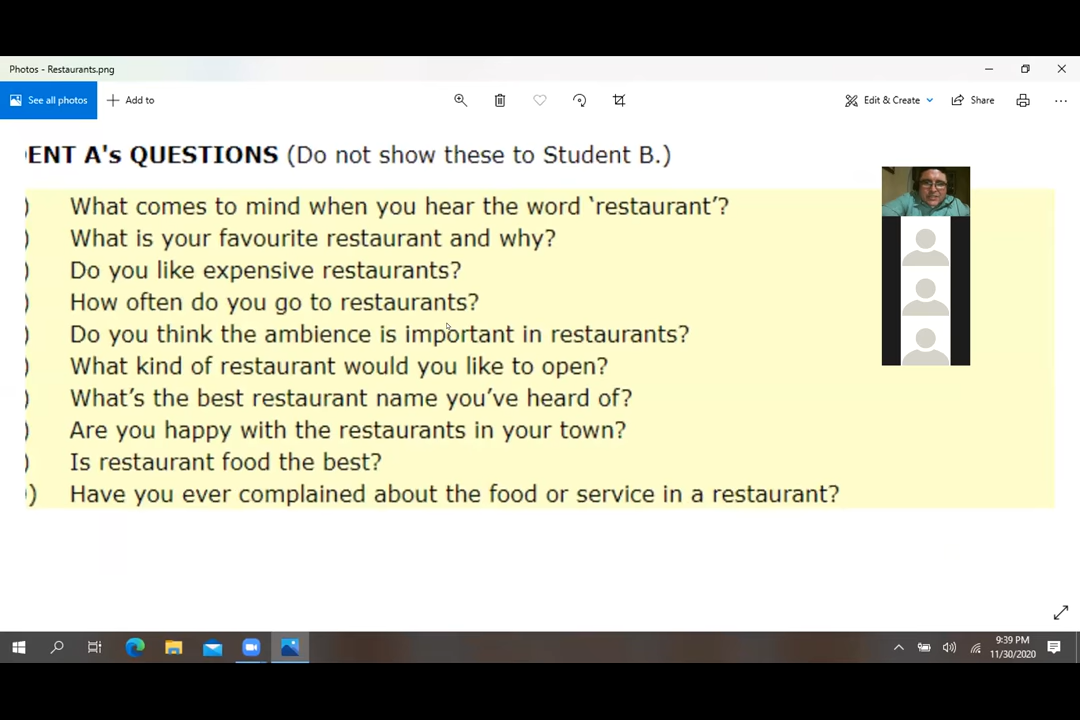 Photos - Restaurants.png
See all photos
Add to
Edit & Create
Share
ENT A's QUESTIONS (Do not show these to Student B.)
) What comes to mind when you hear the word ‘restaurant’?
) What is your favourite restaurant and why?
) Do you like expensive restaurants?
) How often do you go to restaurants?
) Do you think the ambience is important in restaurants?
) What kind of restaurant would you like to open?
) What’s the best restaurant name you’ve heard of?
) Are you happy with the restaurants in your town?
) Is restaurant food the best?
) Have you ever complained about the food or service in a restaurant?
9:39 PM
11/30/2020